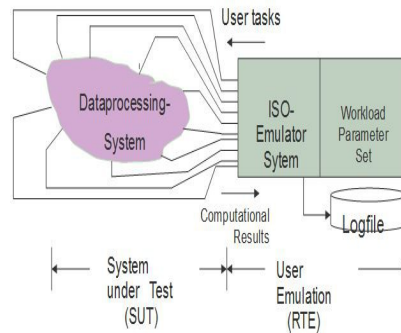 User tasks
Dataprocessing-
System
ISO-
Emulator
Sytem
Workload
Parameter
Set
Computational
Results
Logfile
System
under Test
(SUT)
User
Emulation
(RTE)